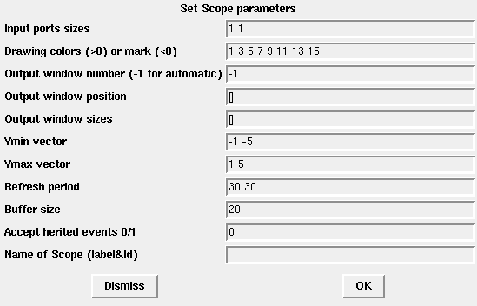 Set Scope parameters
Input ports sizes 1 1
Drawing colors (>0) or mark (<0) 1 3 5 7 9 11 13 15
Output window number (-1 for automatic) -1
Output window position []
Output window sizes []
Ymin vector -1 -5
Ymax vector 1 5
Refresh period 30 30
Buffer size 20
Accept herited events 0/1 0
Name of Scope (label&Id)
Dismiss OK